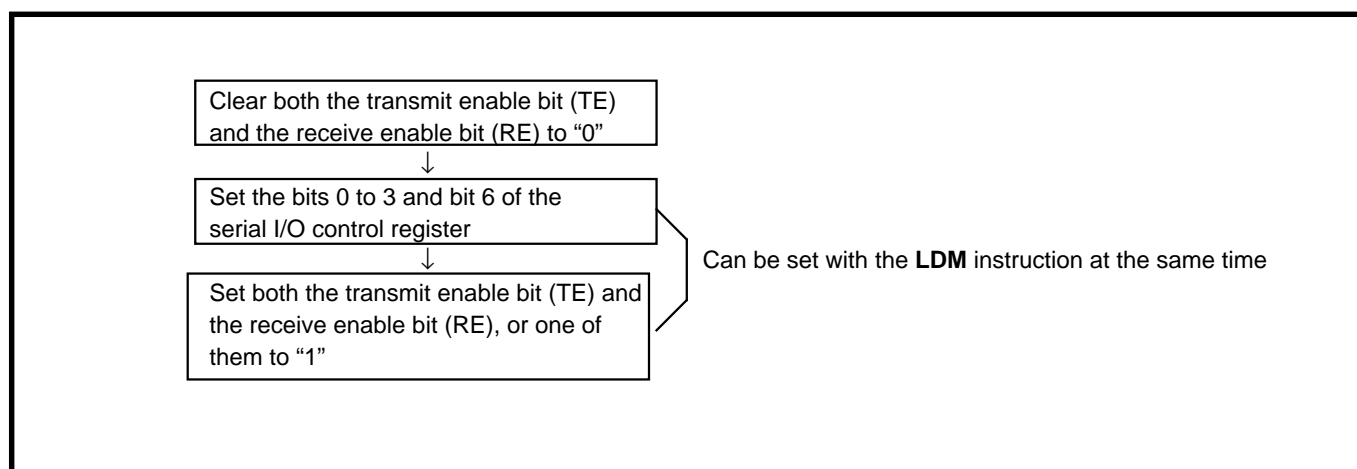 Clear both the transmit enable bit (TE)
and the receive enable bit (RE) to “0”
↓
Set the bits 0 to 3 and bit 6 of the
serial I/O control register
↓
Set both the transmit enable bit (TE) and
the receive enable bit (RE), or one of
them to “1”
Can be set with the LDM instruction at the same time